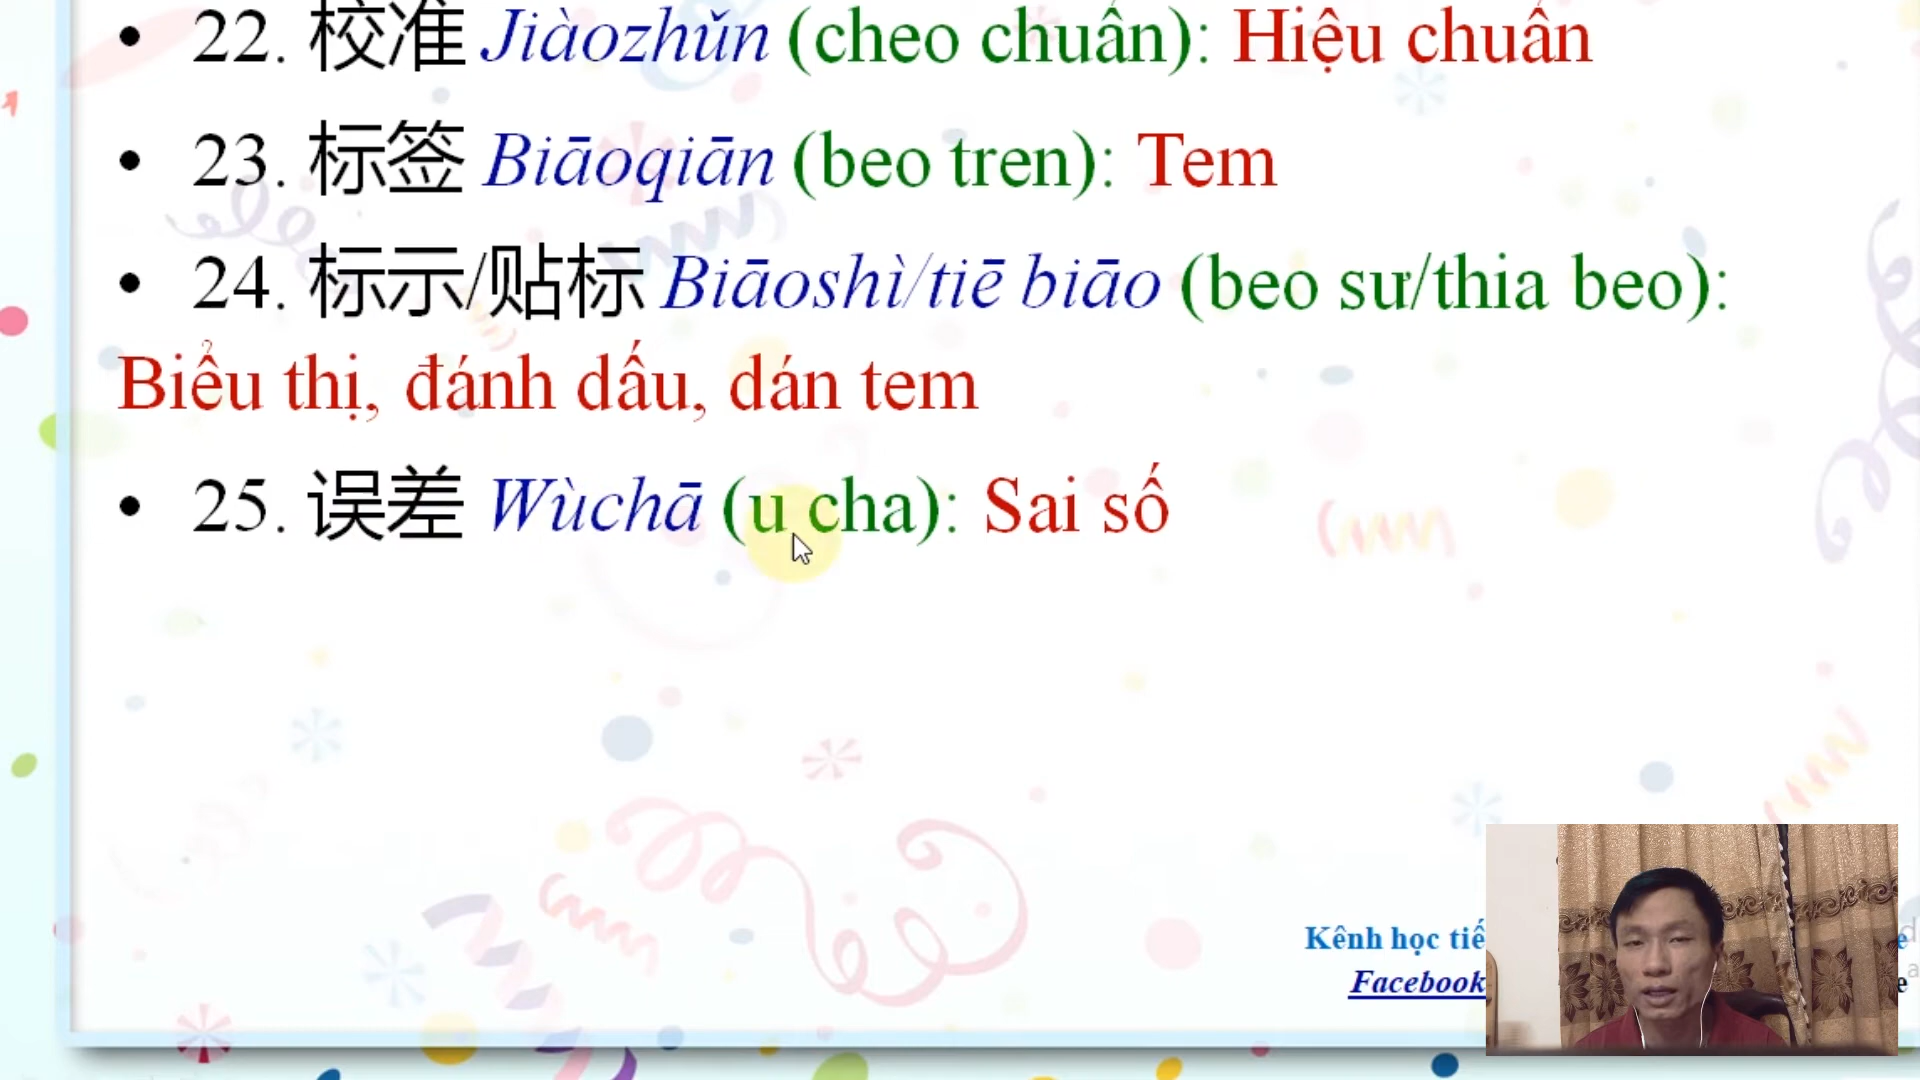 • 22. 校准 Jiàozhǔn (cheo chuẩn): Hiệu chuẩn
• 23. 标签 Biāoqiān (beo tren): Tem
• 24. 标示/贴标 Biāoshì/tiē biāo (beo sư/thia beo):
Biểu thị, đánh dấu, dán tem
• 25. 误差 Wùchā (u cha): Sai số
Kênh học tiế
Facebook